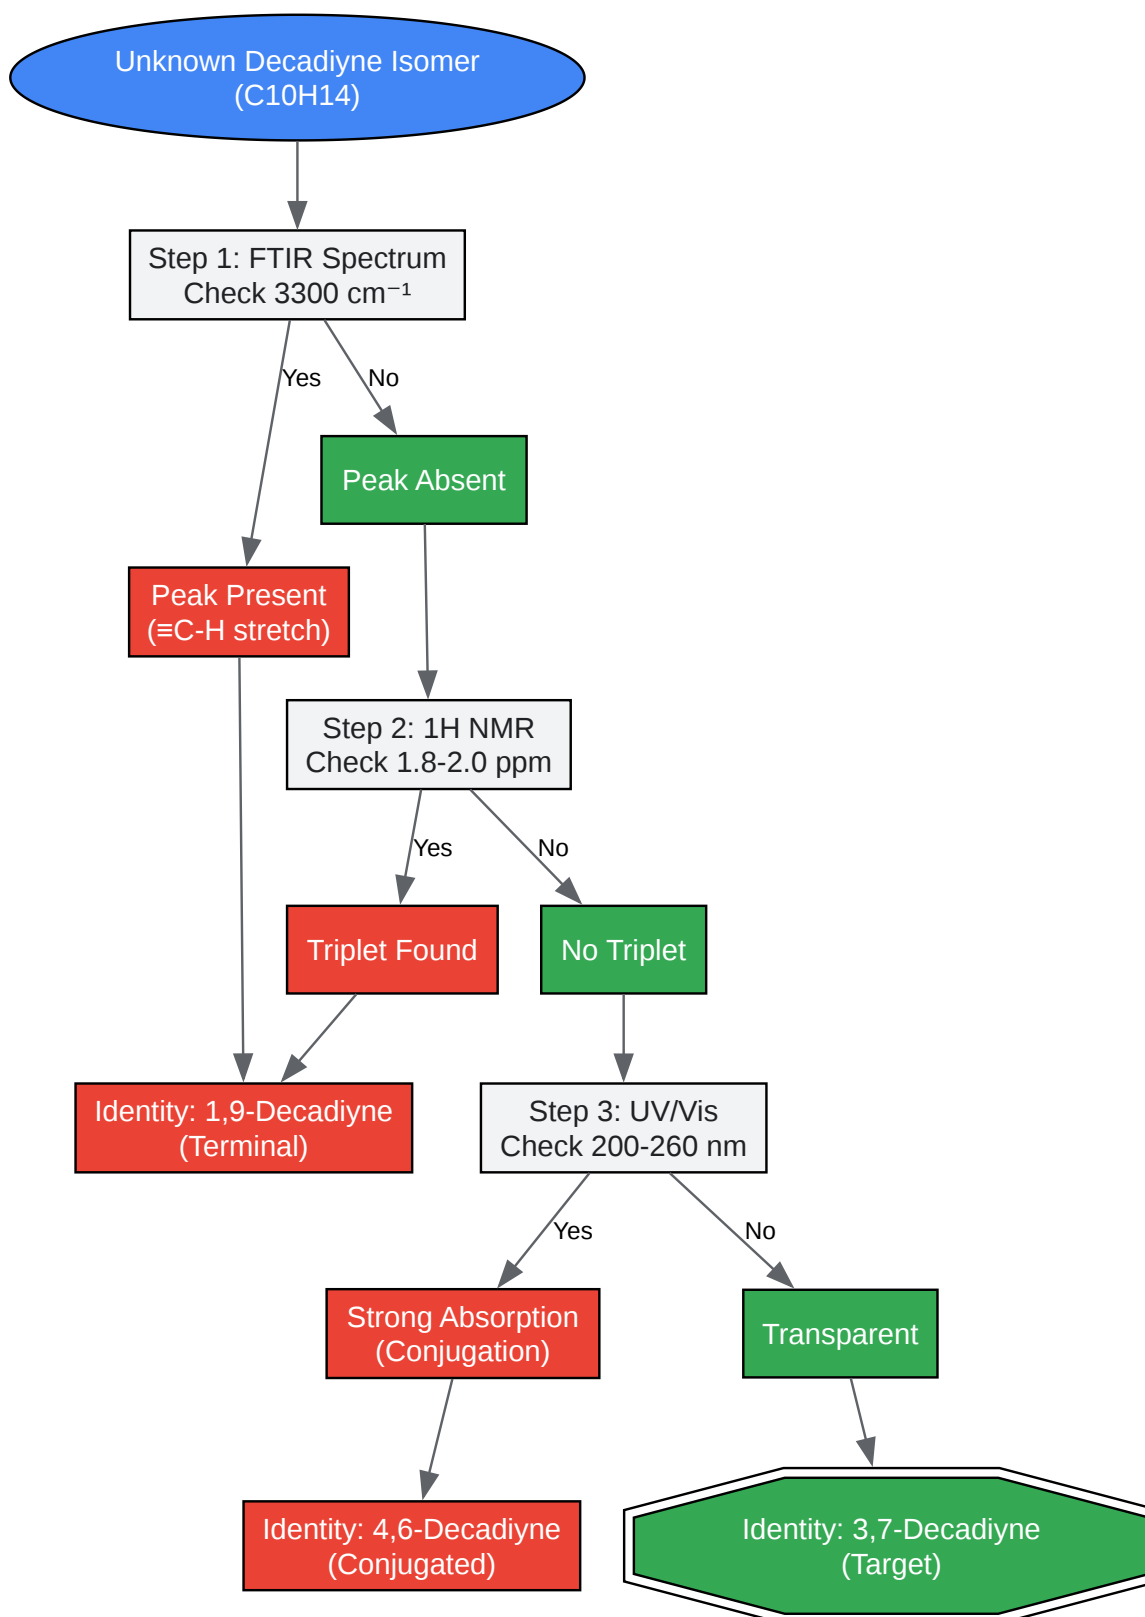 Unknown Decadiyne Isomer
(C10H14)
Step 1: FTIR Spectrum
Check 3300 cm⁻¹
Yes
No
Peak Absent
Peak Present
(≡C-H stretch)
Step 2: 1H NMR
Check 1.8-2.0 ppm
Yes
No
Triplet Found
No Triplet
Identity: 1,9-Decadiyne
(Terminal)
Step 3: UV/Vis
Check 200-260 nm
Yes
No
Strong Absorption
(Conjugation)
Transparent
Identity: 4,6-Decadiyne
(Conjugated)
Identity: 3,7-Decadiyne
(Target)